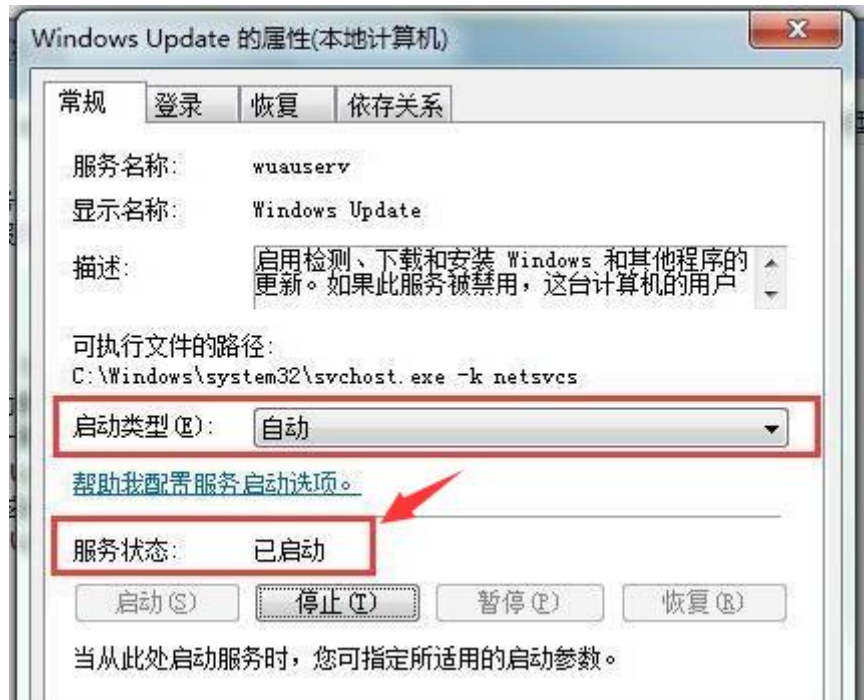 Windows Update 的属性(本地计算机)
常规 登录 恢复 依存关系
服务名称: wuauserv
显示名称: Windows Update
描述: 启用检测、下载和安装 Windows 和其他程序的
更新。如果此服务被禁用，这台计算机的用户
可执行文件的路径:
C:\Windows\system32\svchost.exe -k netsvcs
启动类型(E): 自动
帮助我配置服务启动选项。
服务状态: 已启动
启动(S) 停止(T) 暂停(P) 恢复(R)
当从此处启动服务时，您可指定所适用的启动参数。